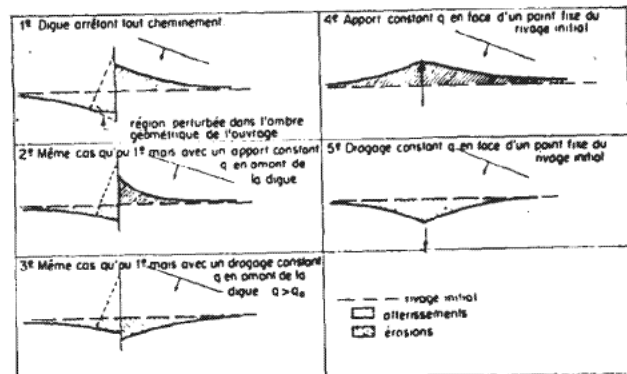 1º Digue arrêtant tout cheminement
région perturbée dans l'ombre
géométrique de l'ouvrage
2º Même cas qu'au 1º mais avec un apport constant
q en amont de
la digue
3º Même cas qu'au 1º mais avec un dragage constant
q en amont de la
digue q>q₀
4º Apport constant q en face d'un point fixe du
rivage initial
5º Dragage constant q en face d'un point fixe du
rivage initial
rivage initial
atterissements
érosions